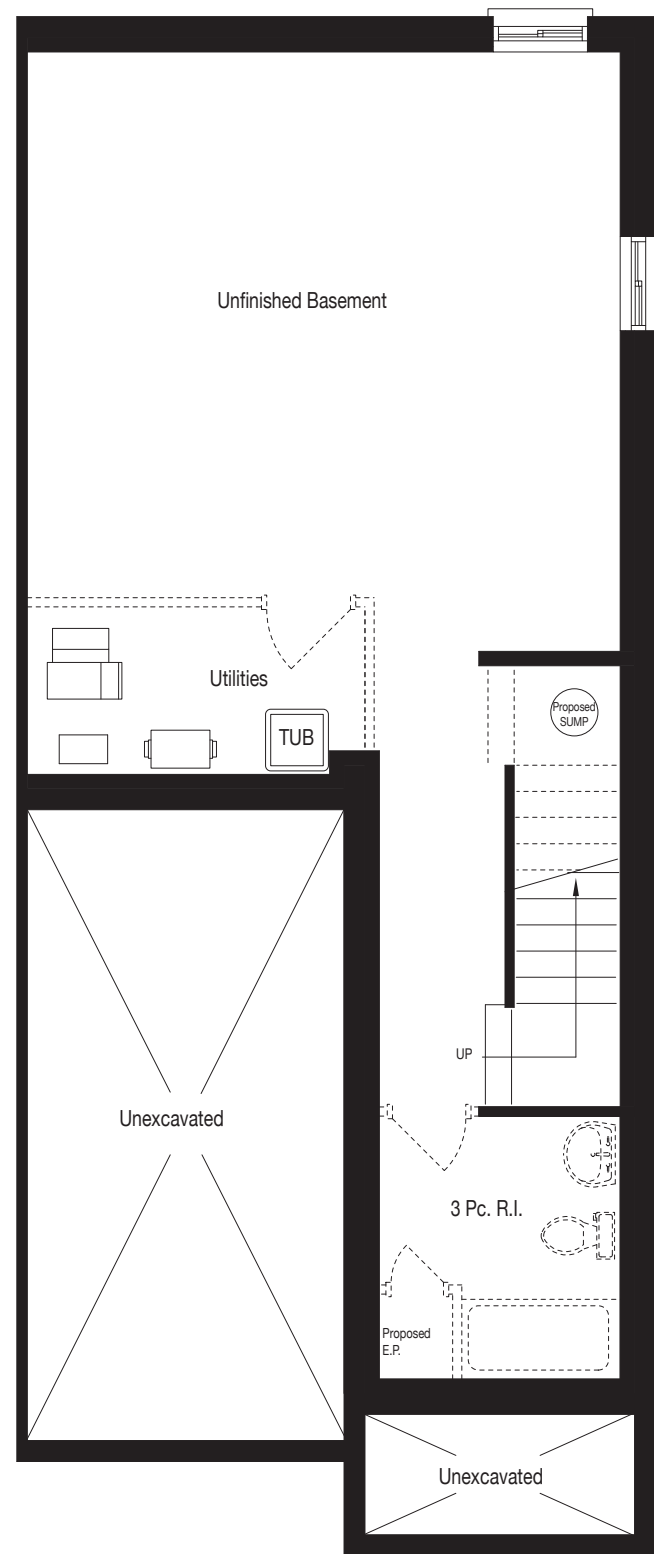 Unfinished Basement
Utilities
Proposed
SUMP
TUB
UP
Unexcavated
3 Pc. R.I.
Proposed
E.P.
Unexcavated